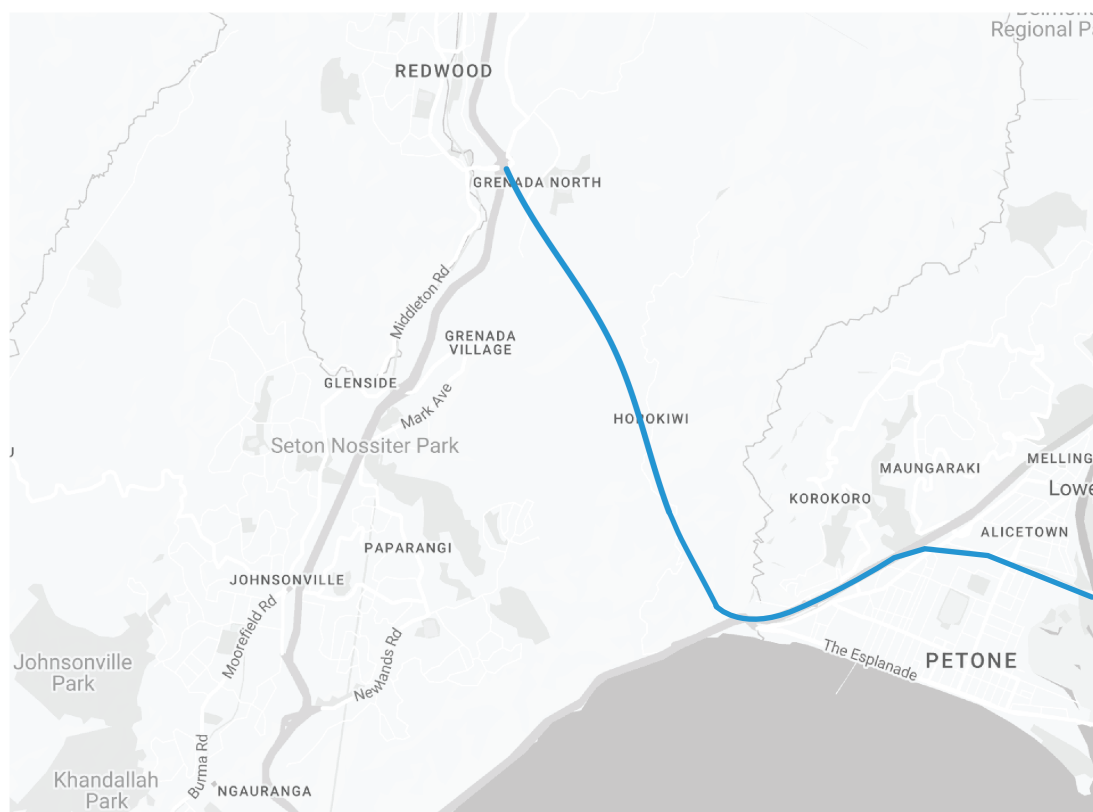 Regional Pa
REDWOOD
GRENADA NORTH
Middleton Rd
GRENADA
VILLAGE
GLENSIDE
Mark Ave
HOROKIWI
Seton Nossiter Park
MELLING
MAUNGARAKI
Lowe
KOROKORO
ALICETOWN
PAPARANGI
JOHNSONVILLE
Moorefield Rd
Newlands Rd
The Esplanade
PETONE
Johnsonville
Park
Burma Rd
Khandallah
Park
NGAURANGA